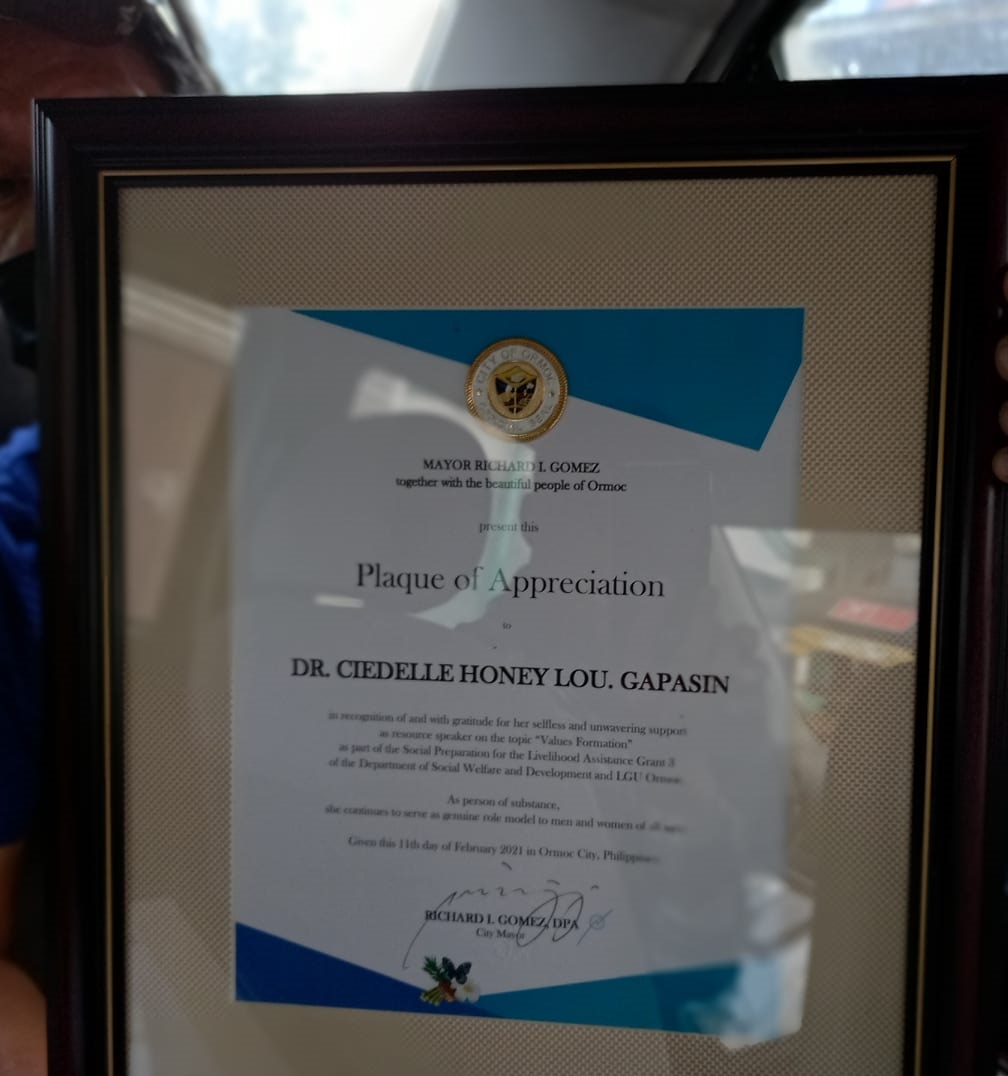 CITY OF ORMOC
MAYOR RICHARD I. GOMEZ
together with the beautiful people of Ormoc
present this
Plaque of Appreciation
to
DR. CIEDELLE HONEY LOU. GAPASIN
in recognition of and with gratitude for her selfless and unwavering support
as resource speaker on the topic “Values Formation”
as part of the Social Preparation for the Livelihood Assistance Grant 3
of the Department of Social Welfare and Development and LGU Ormoc
As person of substance,
she continues to serve as genuine role model to men and women of all
Given this 11th day of February 2021 in Ormoc City, Philippines
RICHARD I. GOMEZ, DPA
City Mayor